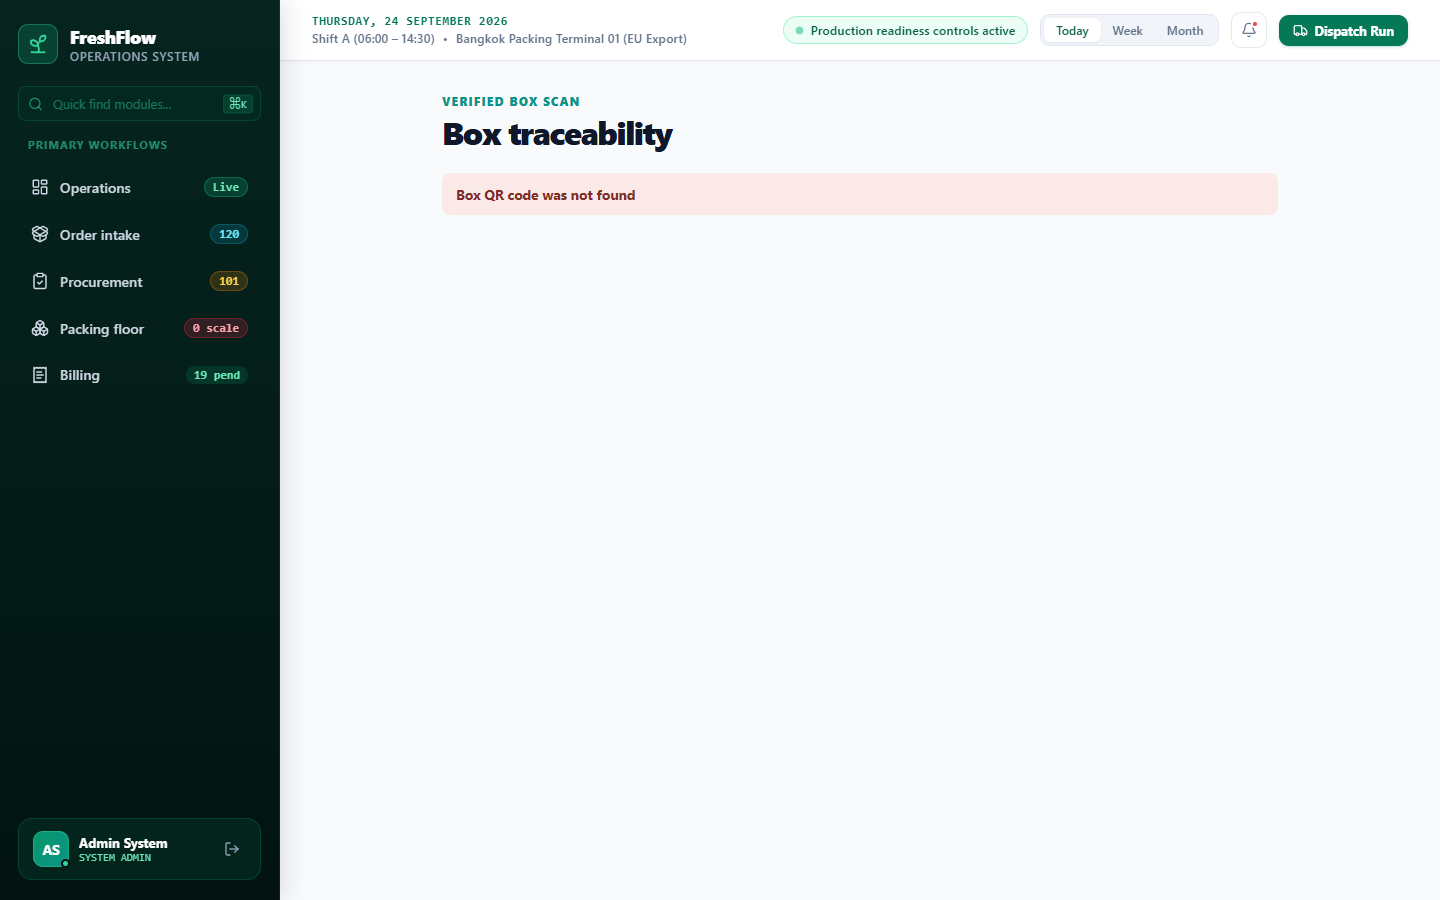 FreshFlow
OPERATIONS SYSTEM
Quick find modules...
⌘K
PRIMARY WORKFLOWS
Operations
Live
Order intake
120
Procurement
101
Packing floor
0 scale
Billing
19 pend
AS
Admin System
SYSTEM ADMIN
THURSDAY, 24 SEPTEMBER 2026
Shift A (06:00 – 14:30) • Bangkok Packing Terminal 01 (EU Export)
Production readiness controls active
Today
Week
Month
Dispatch Run
VERIFIED BOX SCAN
Box traceability
Box QR code was not found